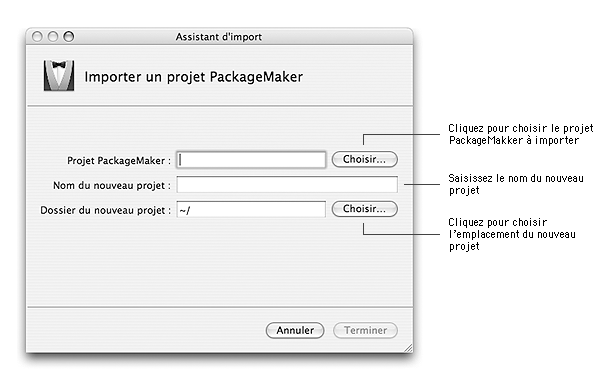 Assistant d'import
Importer un projet PackageMaker
Projet PackageMaker :
Choisir...
Nom du nouveau projet :
Dossier du nouveau projet :
~/
Choisir...
Annuler
Terminer
Cliquez pour choisir le projet
PackageMakker à importer
Saisissez le nom du nouveau
projet
Cliquez pour choisir
l'emplacement du nouveau
projet